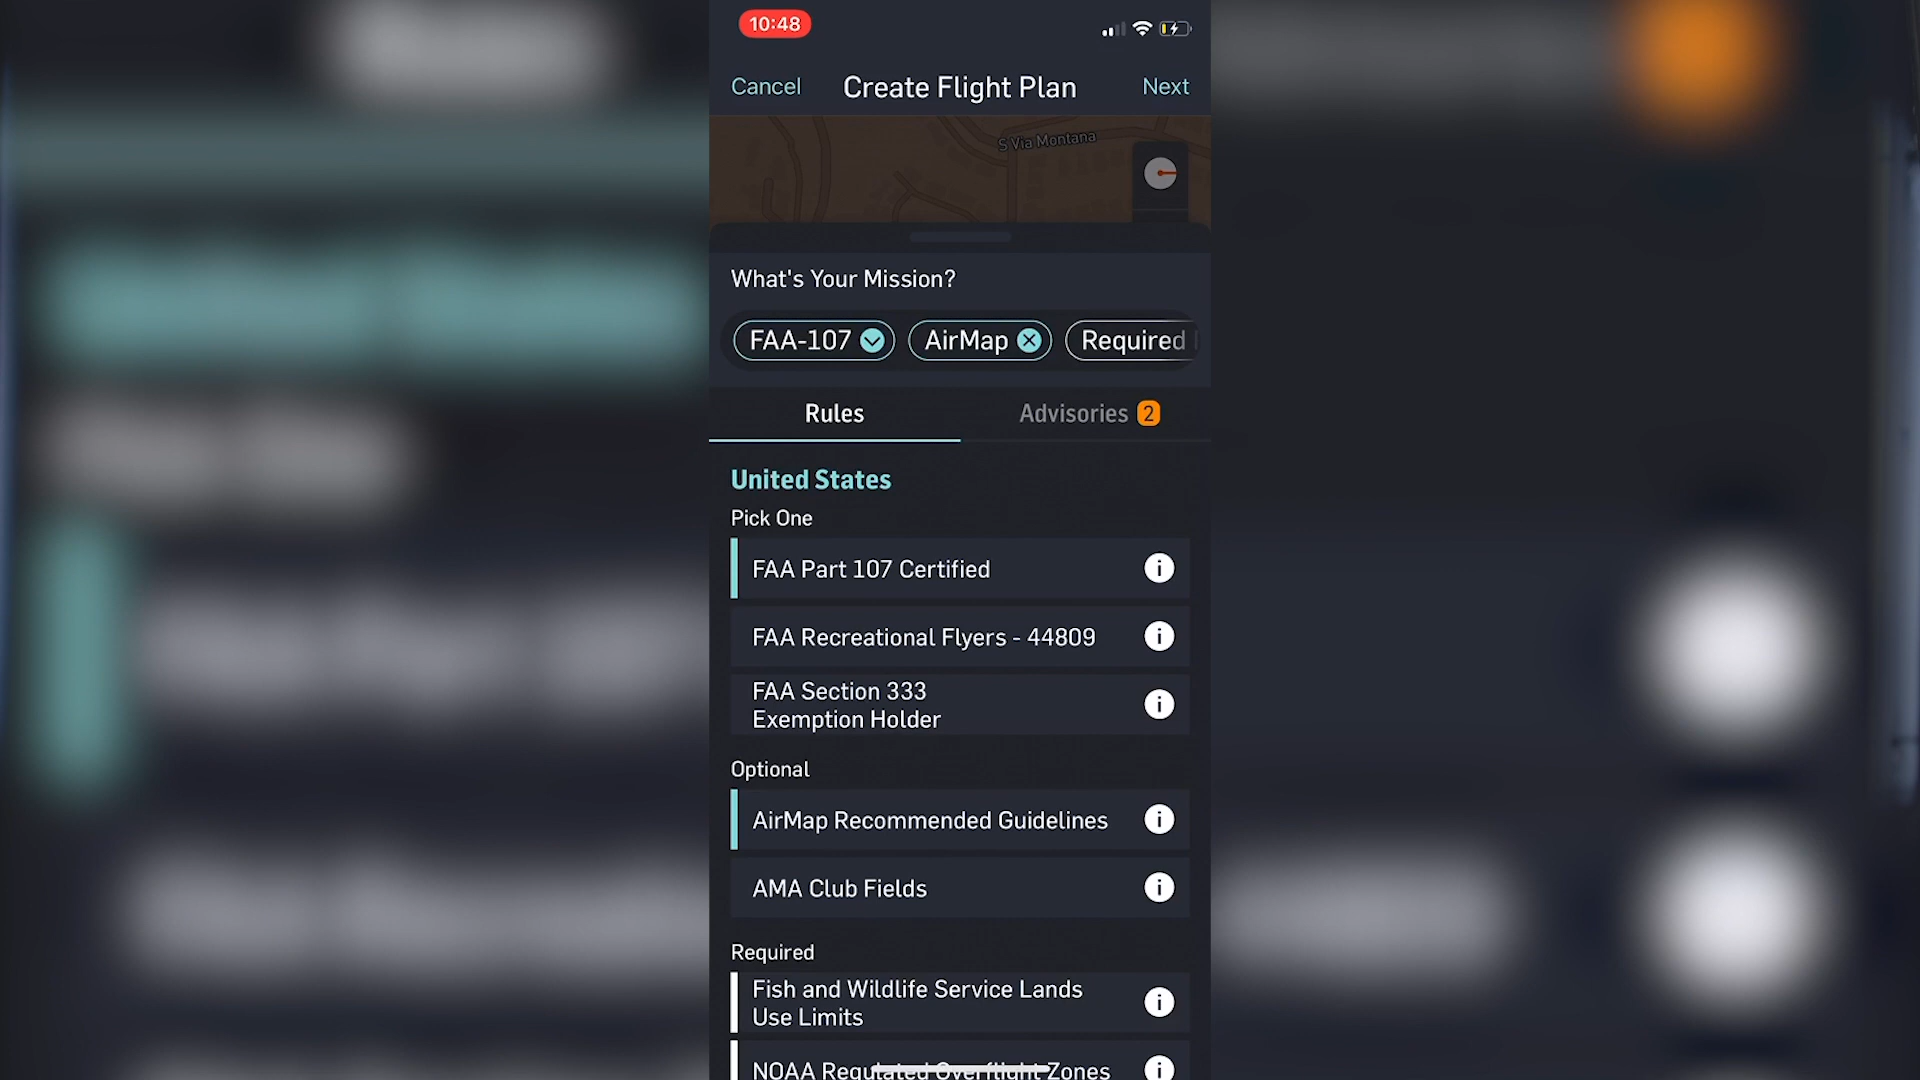 10:48
Cancel
Create Flight Plan
Next
S Via Montana
What's Your Mission?
FAA-107
AirMap
Required
Rules
Advisories 2
United States
Pick One
FAA Part 107 Certified
FAA Recreational Flyers - 44809
FAA Section 333
Exemption Holder
Optional
AirMap Recommended Guidelines
AMA Club Fields
Required
Fish and Wildlife Service Lands
Use Limits
NOAA Regulated Overflight Zones